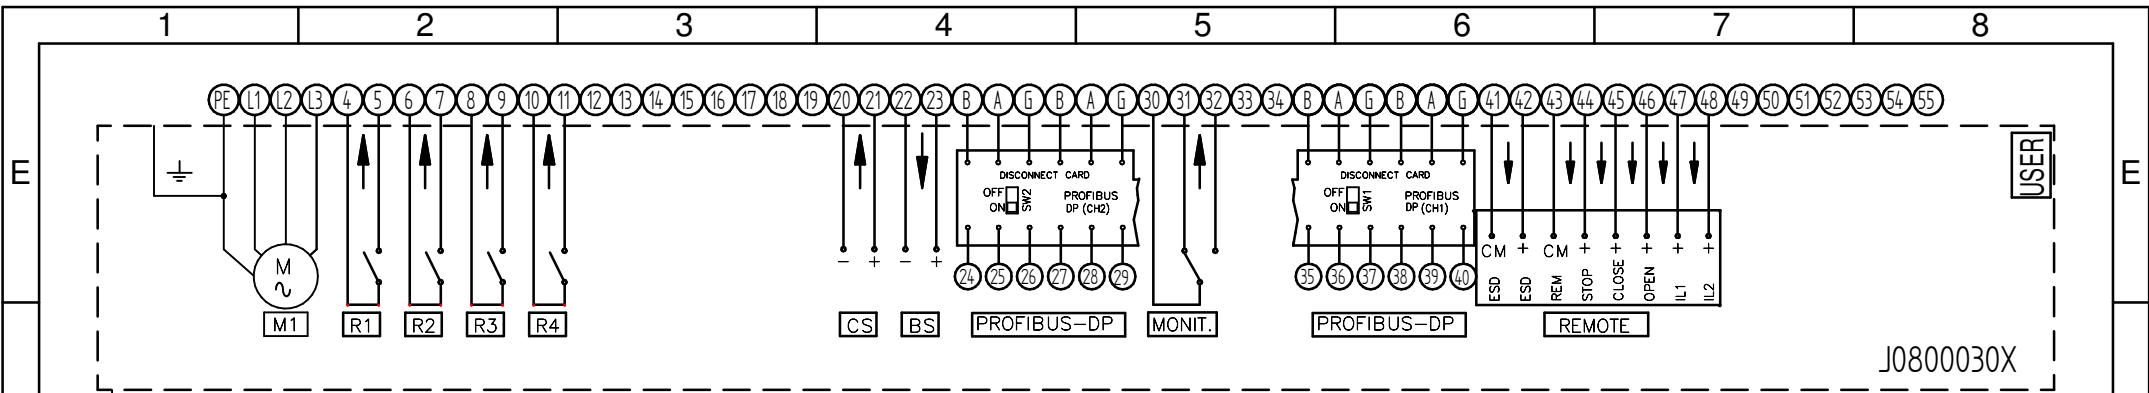 1 2 3 4 5 6 7 8
PE L1 L2 L3 4 5 6 7 8 9 10 11 12 13 14 15 16 17 18 19 20 21 22 23 B A G B A G 30 31 32 33 34 B A G B A G 41 42 43 44 45 46 47 48 49 50 51 52 53 54 55
E E
USER
DISCONNECT CARD
OFF
ON
SW2
PROFIBUS
DP (CH2)
DISCONNECT CARD
OFF
ON
SW1
PROFIBUS
DP (CH1)
M
∿
− + − +
24 25 26 27 28 29
35 36 37 38 39 40
CM + CM + + + + +
ESD ESD REM STOP CLOSE OPEN IL1 IL2
M1 R1 R2 R3 R4 CS BS PROFIBUS-DP MONIT. PROFIBUS-DP REMOTE
J0800030X